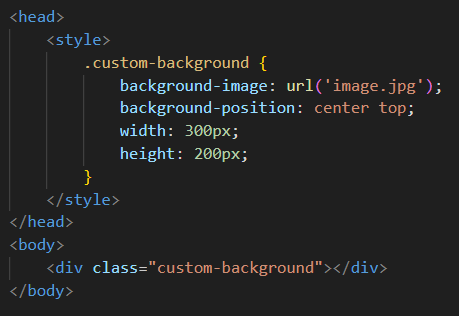 <head>
<style>
.custom-background {
background-image: url('image.jpg');
background-position: center top;
width: 300px;
height: 200px;
}
</style>
</head>
<body>
<div class="custom-background"></div>
</body>